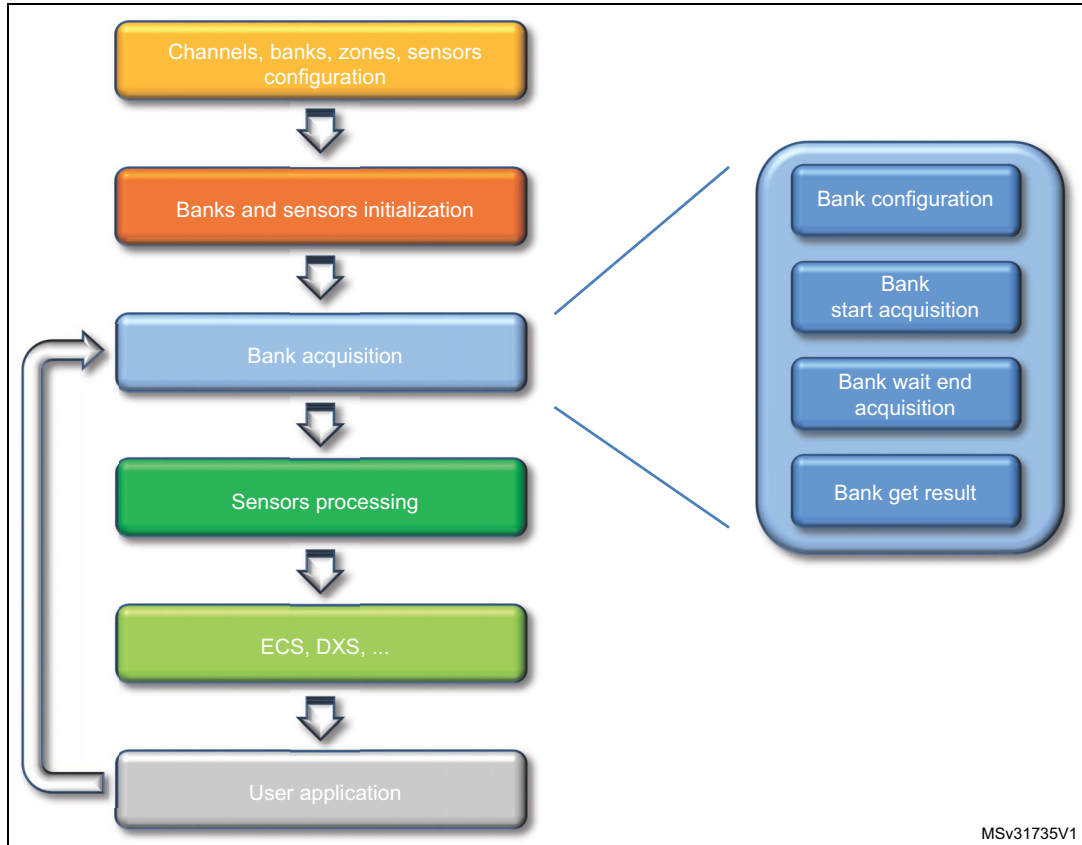 Channels, banks, zones, sensors
configuration
Banks and sensors initialization
Bank acquisition
Sensors processing
ECS, DXS, ...
User application
Bank configuration
Bank
start acquisition
Bank wait end
acquisition
Bank get result
MSv31735V1